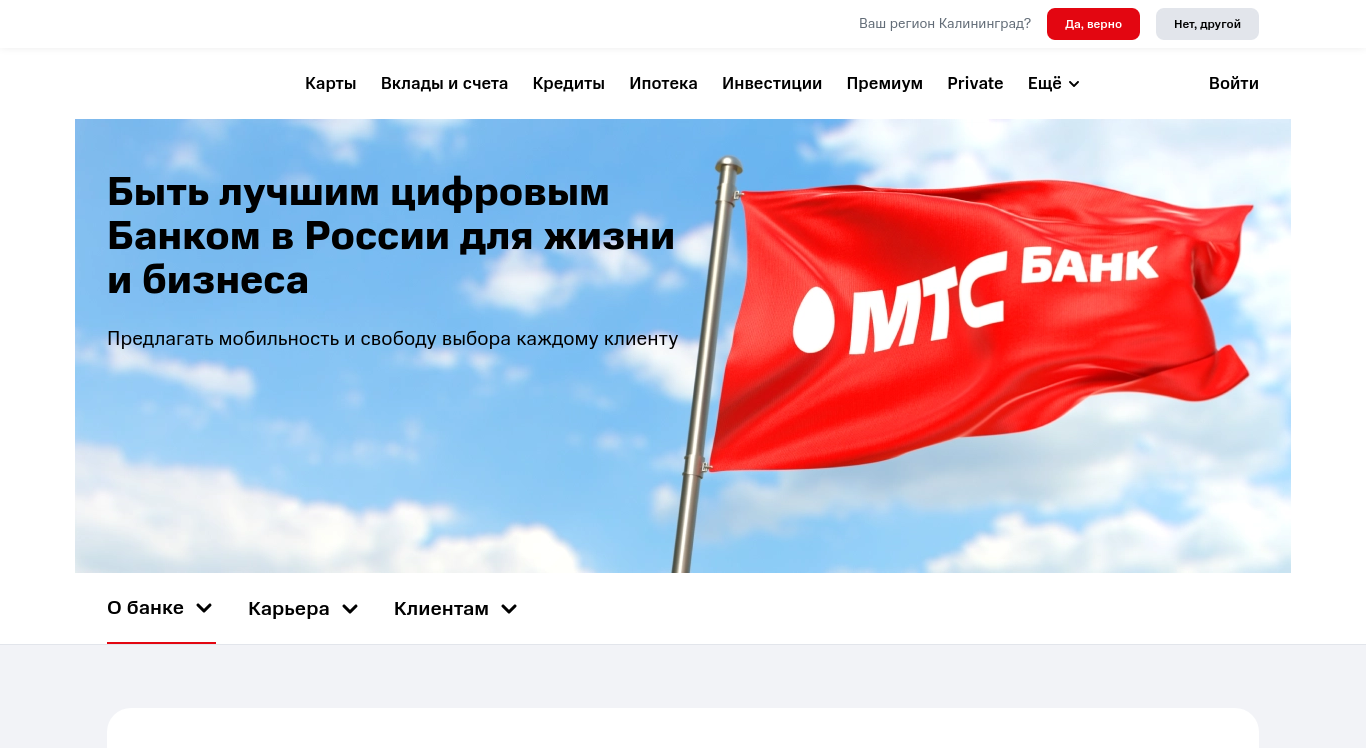 Ваш регион Калининград?
Да, верно
Нет, другой
Карты
Вклады и счета
Кредиты
Ипотека
Инвестиции
Премиум
Private
Ещё
Войти
Быть лучшим цифровым
Банком в России для жизни
и бизнеса
Предлагать мобильность и свободу выбора каждому клиенту
МТС БАНК
О банке
Карьера
Клиентам